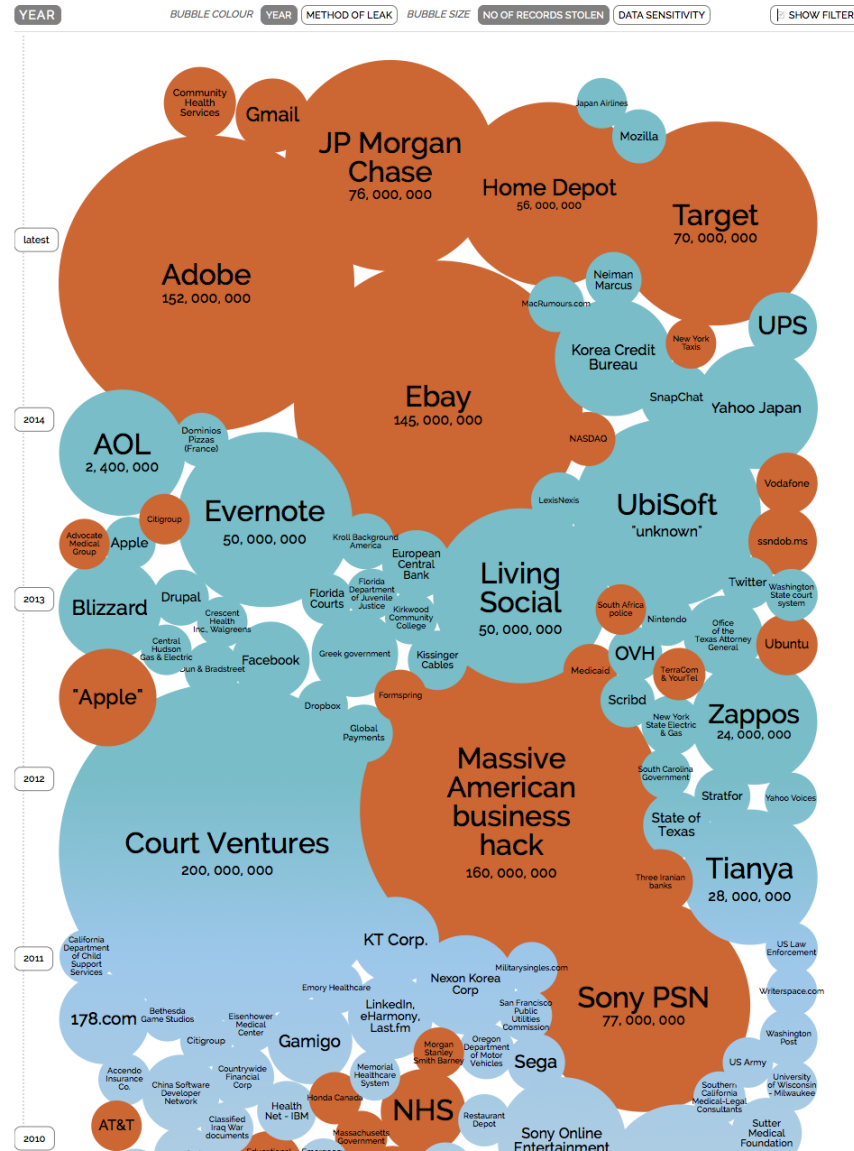 YEAR
BUBBLE COLOUR
YEAR
METHOD OF LEAK
BUBBLE SIZE
NO OF RECORDS STOLEN
DATA SENSITIVITY
SHOW FILTER
Community
Health
Services
Gmail
JP Morgan
Chase
76, 000, 000
Japan Airlines
Mozilla
Home Depot
56, 000, 000
Target
70, 000, 000
latest
Adobe
152, 000, 000
Neiman
Marcus
MacRumours.com
UPS
Korea Credit
Bureau
New York
Taxis
Ebay
145, 000, 000
SnapChat
Yahoo Japan
2014
AOL
2, 400, 000
Dominios
Pizzas
(France)
NASDAQ
Vodafone
LexisNexis
UbiSoft
"unknown"
Evernote
50, 000, 000
Citigroup
Advocate
Medical
Group
Apple
Kroll Background
America
European
Central
Bank
ssndob.ms
Living
Social
50, 000, 000
2013
Blizzard
Drupal
Crescent
Health
Inc., Walgreens
Florida
Courts
Florida
Department
of Juvenile
Justice
Kirkwood
Community
College
Twitter
Washington
State court
system
South Africa
police
Nintendo
Office
of the
Texas Attorney
General
Ubuntu
Central
Hudson
Gas & Electric
Dun & Bradstreet
Facebook
Greek government
Kissinger
Cables
OVH
Medicaid
TerraCom
& YourTel
"Apple"
Dropbox
Formspring
Global
Payments
Scribd
New York
State Electric
& Gas
Zappos
24, 000, 000
2012
Massive
American
business
hack
160, 000, 000
South Carolina
Government
Stratfor
Yahoo Voices
State of
Texas
Court Ventures
200, 000, 000
Three Iranian
banks
Tianya
28, 000, 000
2011
California
Department
of Child
Support
Services
KT Corp.
US Law
Enforcement
Militarysingles.com
Nexon Korea
Corp
Emory Healthcare
Sony PSN
77, 000, 000
Writerspace.com
178.com
Bethesda
Game Studios
Eisenhower
Medical
Center
LinkedIn,
eHarmony,
Last.fm
San Francisco
Public
Utilities
Commission
Citigroup
Gamigo
Morgan
Stanley
Smith Barney
Oregon
Department
of Motor
Vehicles
Sega
Washington
Post
US Army
Accendo
Insurance
Co.
China Software
Developer
Network
Countrywide
Financial
Corp
Memorial
Healthcare
System
Southern
California
Medical-Legal
Consultants
University
of Wisconsin
- Milwaukee
AT&T
Classified
Iraq War
documents
Health
Net - IBM
Honda Canada
NHS
Restaurant
Depot
Massachusetts
Government
Sony Online
Entertainment
Sutter
Medical
Foundation
2010